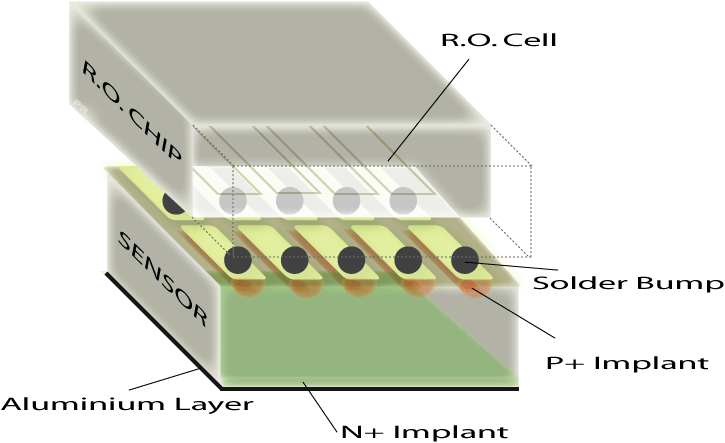 R.O. Cell
R.O. CHIP
SENSOR
Solder Bump
P+ Implant
Aluminium Layer
N+ Implant